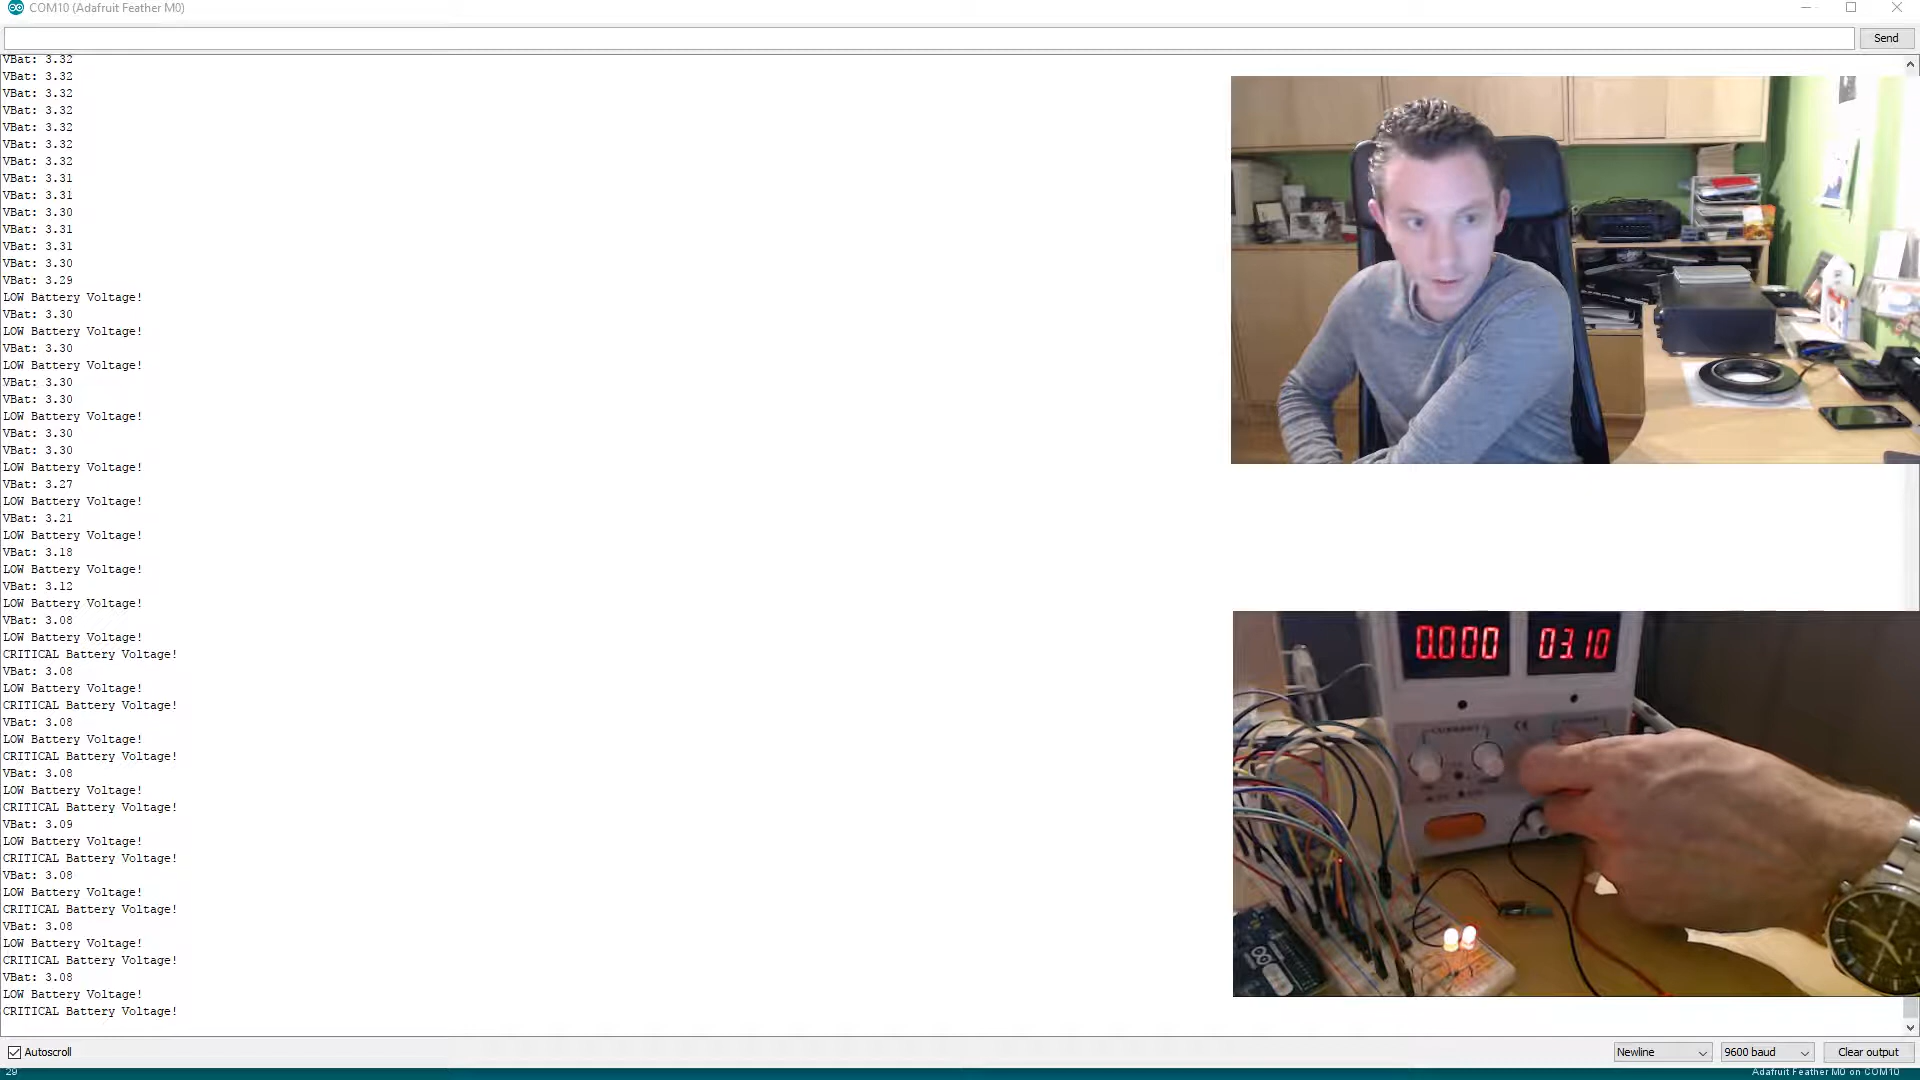 COM10 (Adafruit Feather M0)
Send
VBat: 3.32
VBat: 3.32
VBat: 3.32
VBat: 3.32
VBat: 3.32
VBat: 3.32
VBat: 3.32
VBat: 3.31
VBat: 3.31
VBat: 3.30
VBat: 3.31
VBat: 3.31
VBat: 3.30
VBat: 3.29
LOW Battery Voltage!
VBat: 3.30
LOW Battery Voltage!
VBat: 3.30
LOW Battery Voltage!
VBat: 3.30
VBat: 3.30
LOW Battery Voltage!
VBat: 3.30
VBat: 3.30
LOW Battery Voltage!
VBat: 3.27
LOW Battery Voltage!
VBat: 3.21
LOW Battery Voltage!
VBat: 3.18
LOW Battery Voltage!
VBat: 3.12
LOW Battery Voltage!
VBat: 3.08
LOW Battery Voltage!
CRITICAL Battery Voltage!
VBat: 3.08
LOW Battery Voltage!
CRITICAL Battery Voltage!
VBat: 3.08
LOW Battery Voltage!
CRITICAL Battery Voltage!
VBat: 3.08
LOW Battery Voltage!
CRITICAL Battery Voltage!
VBat: 3.09
LOW Battery Voltage!
CRITICAL Battery Voltage!
VBat: 3.08
LOW Battery Voltage!
CRITICAL Battery Voltage!
VBat: 3.08
LOW Battery Voltage!
CRITICAL Battery Voltage!
VBat: 3.08
LOW Battery Voltage!
CRITICAL Battery Voltage!
0.000 03.10
CURRENT CE
Autoscroll
Newline 9600 baud Clear output
29 Adafruit Feather M0 on COM10